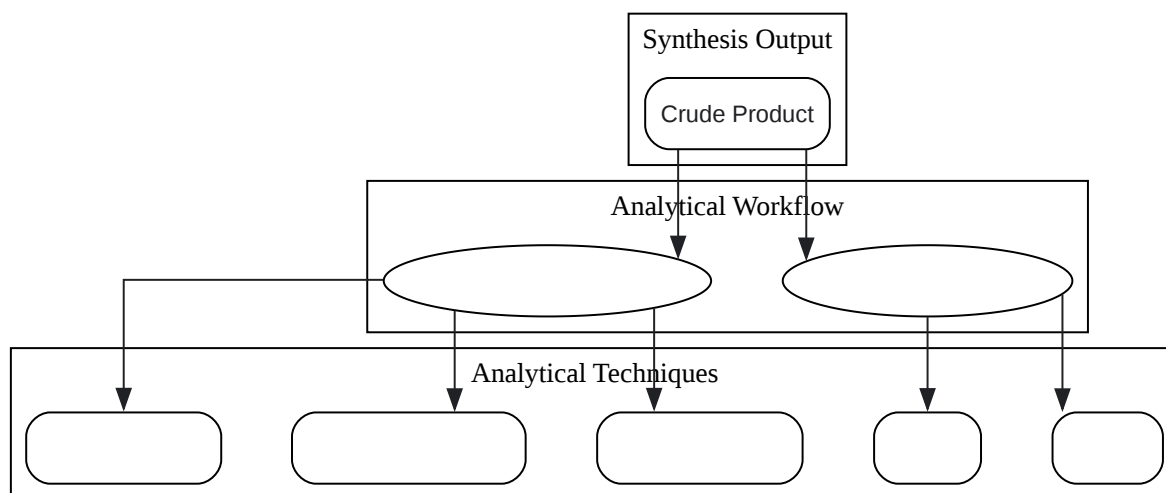 Synthesis Output
Crude Product
Analytical Workflow
Analytical Techniques